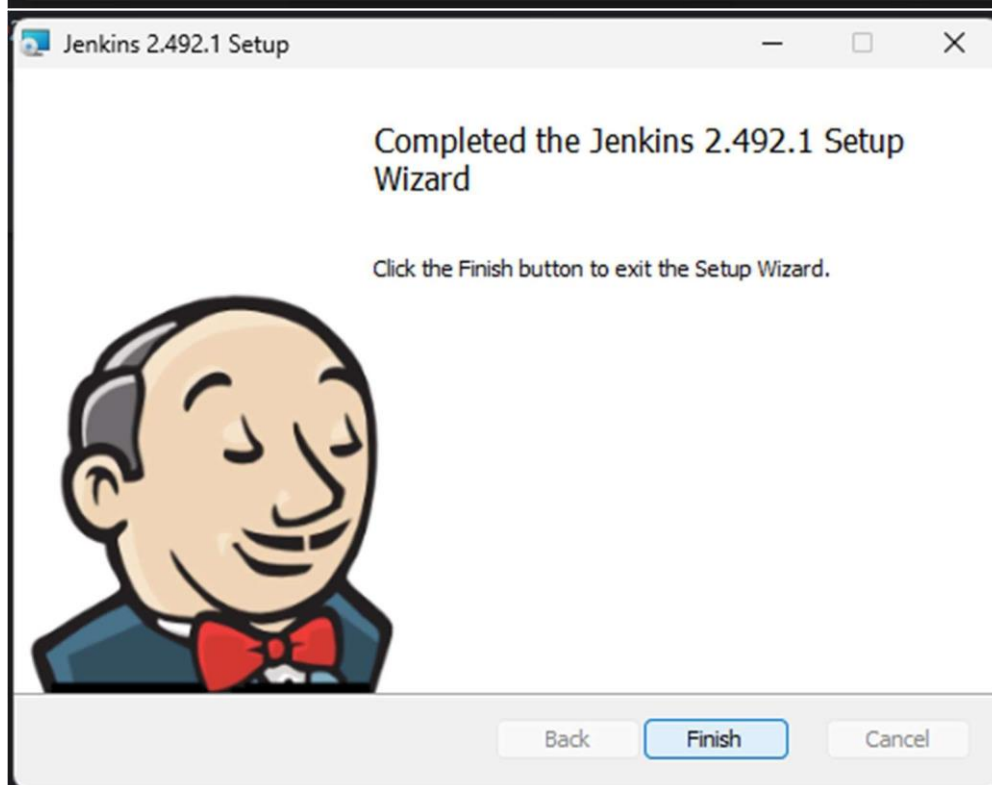 Jenkins 2.492.1 Setup
Completed the Jenkins 2.492.1 Setup
Wizard
Click the Finish button to exit the Setup Wizard.
Back
Finish
Cancel